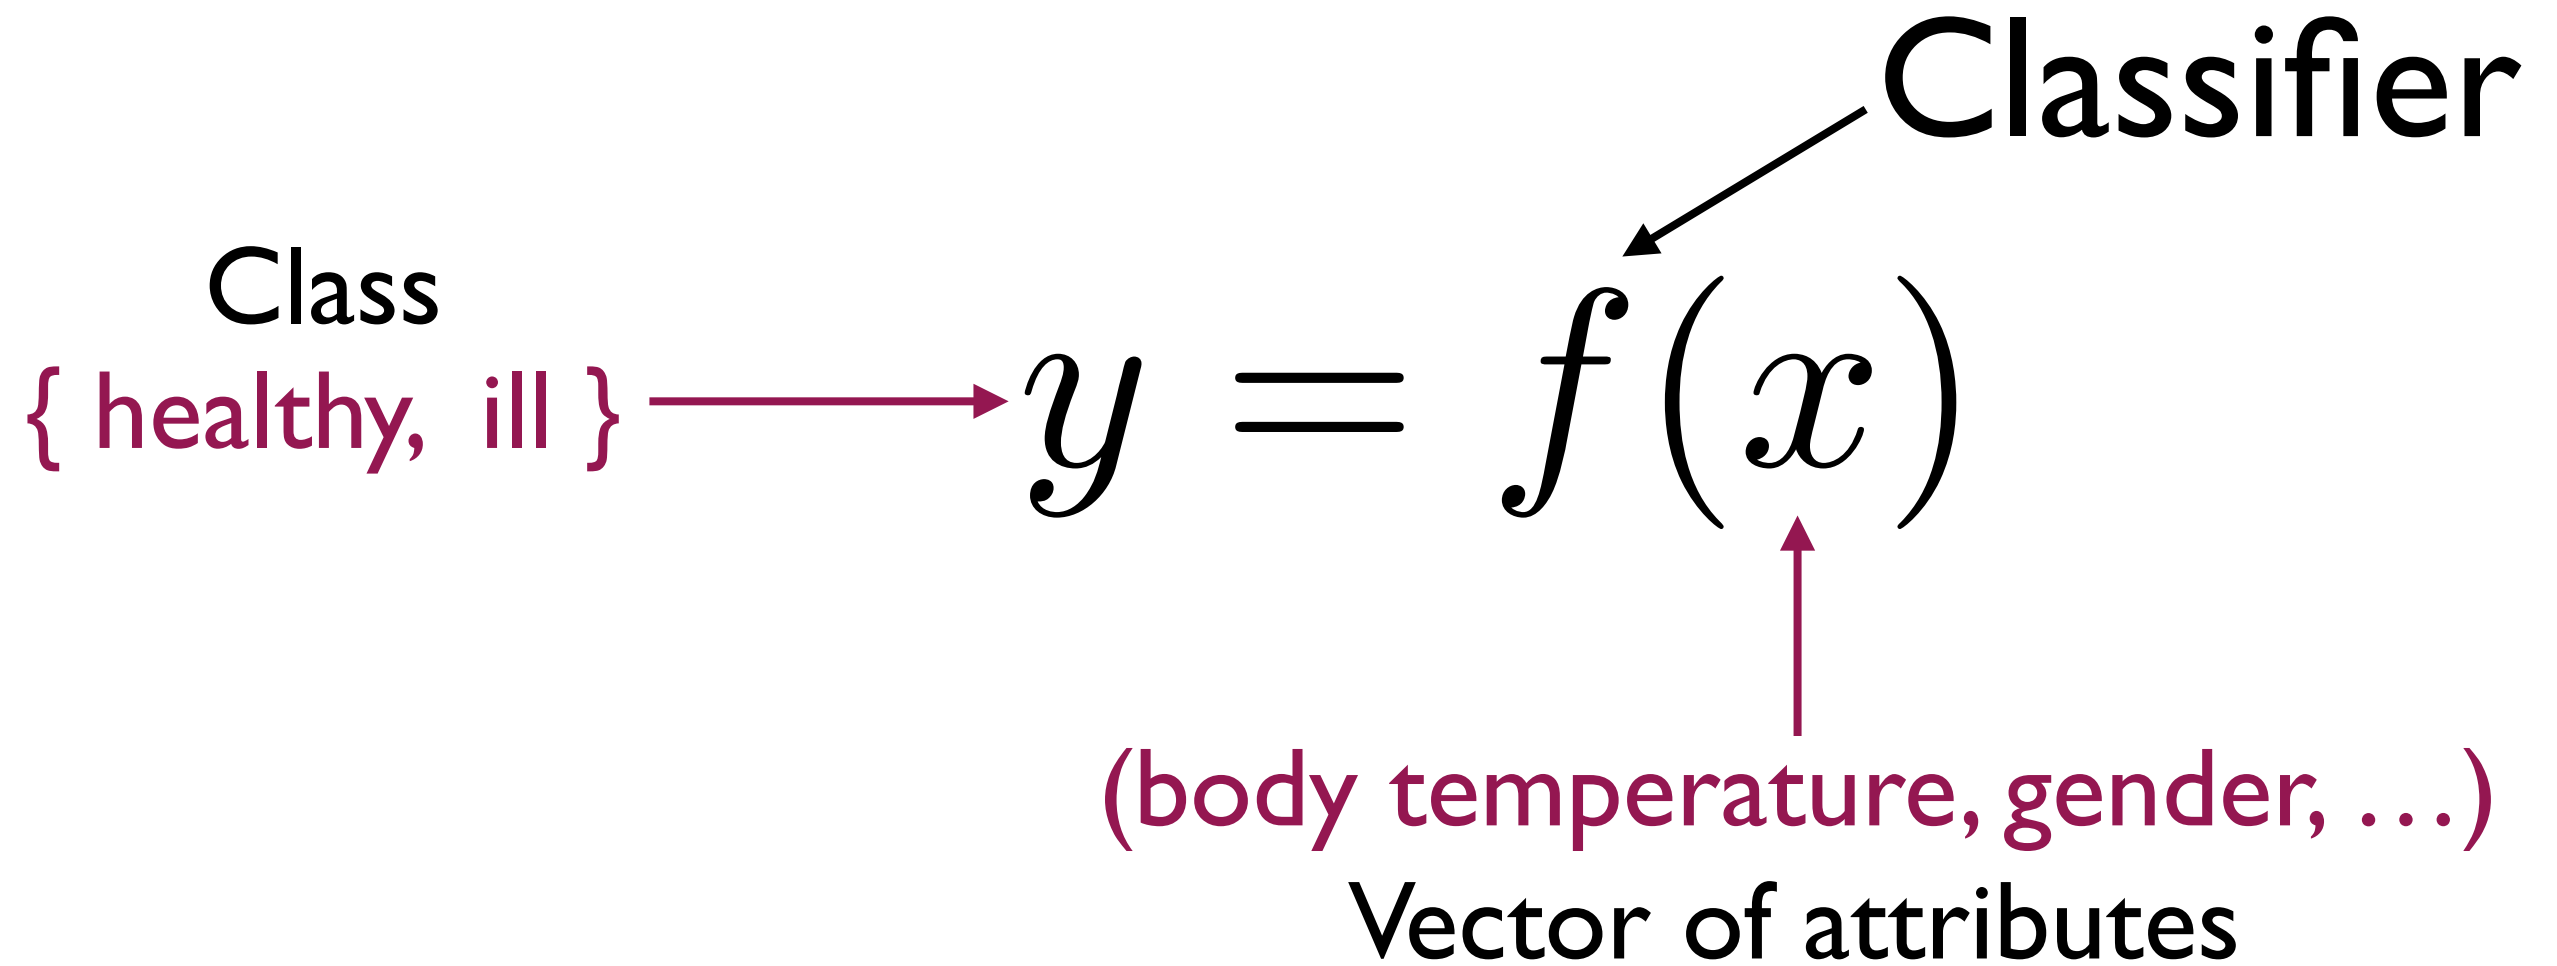 Classifier
Class
{ healthy, ill }
y = f(x)
(body temperature, gender, …)
Vector of attributes